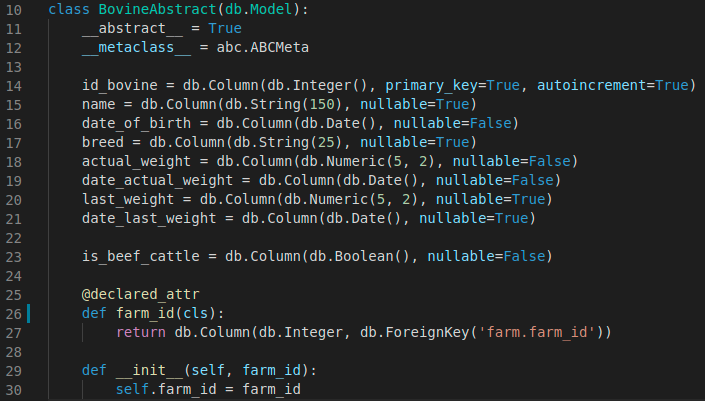 10 class BovineAbstract(db.Model):
11     __abstract__ = True
12     __metaclass__ = abc.ABCMeta
13
14     id_bovine = db.Column(db.Integer(), primary_key=True, autoincrement=True)
15     name = db.Column(db.String(150), nullable=True)
16     date_of_birth = db.Column(db.Date(), nullable=False)
17     breed = db.Column(db.String(25), nullable=True)
18     actual_weight = db.Column(db.Numeric(5, 2), nullable=False)
19     date_actual_weight = db.Column(db.Date(), nullable=False)
20     last_weight = db.Column(db.Numeric(5, 2), nullable=True)
21     date_last_weight = db.Column(db.Date(), nullable=True)
22
23     is_beef_cattle = db.Column(db.Boolean(), nullable=False)
24
25     @declared_attr
26     def farm_id(cls):
27         return db.Column(db.Integer, db.ForeignKey('farm.farm_id'))
28
29     def __init__(self, farm_id):
30         self.farm_id = farm_id